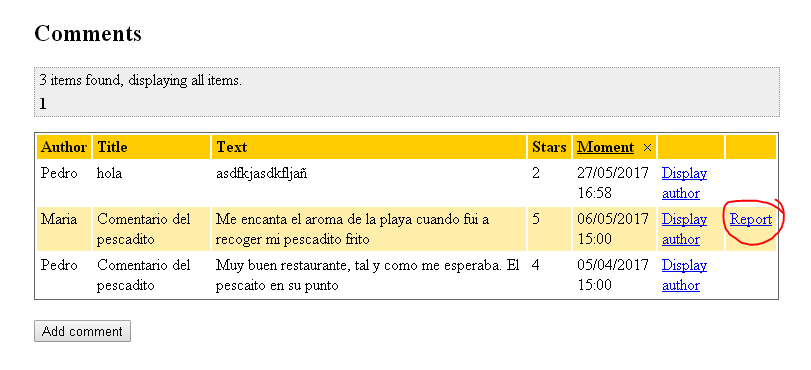 Comments
3 items found, displaying all items.
1
Author Title Text Stars Moment
Pedro hola asdfkjasdkfljañ 2 27/05/2017 Display
16:58 author
Maria Comentario del Me encanta el aroma de la playa cuando fui a 5 06/05/2017 Display Report
pescadito recoger mi pescadito frito 15:00 author
Pedro Comentario del Muy buen restaurante, tal y como me esperaba. El 4 05/04/2017 Display
pescadito pescaito en su punto 15:00 author
Add comment